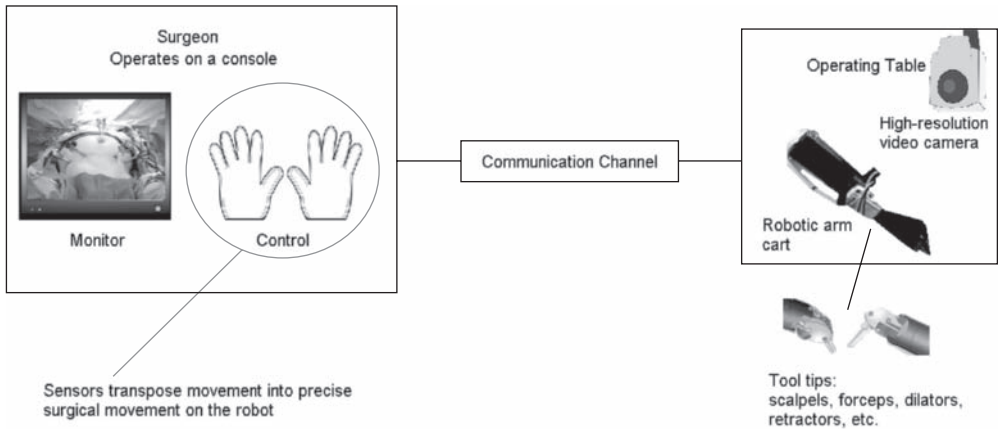 Surgeon
Operates on a console
Monitor
Control
Sensors transpose movement into precise
surgical movement on the robot
Communication Channel
Operating Table
High-resolution
video camera
Robotic arm
cart
Tool tips:
scalpels, forceps, dilators,
retractors, etc.